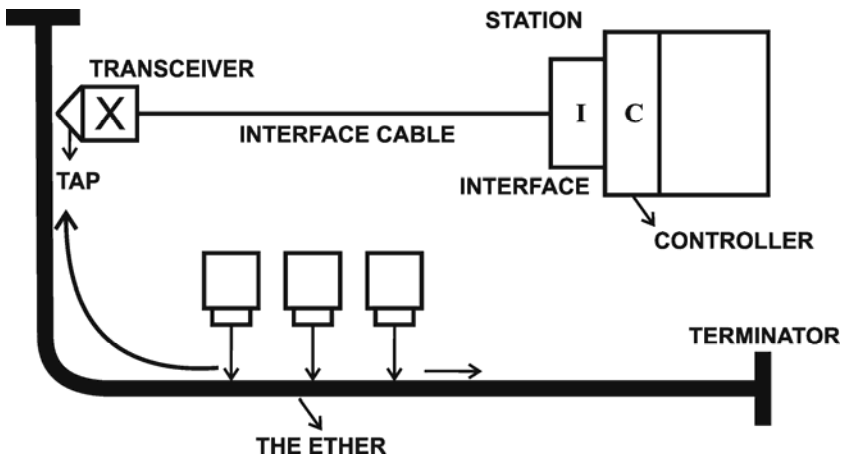 STATION
TRANSCEIVER
X
I
C
INTERFACE CABLE
TAP
INTERFACE
CONTROLLER
TERMINATOR
THE ETHER